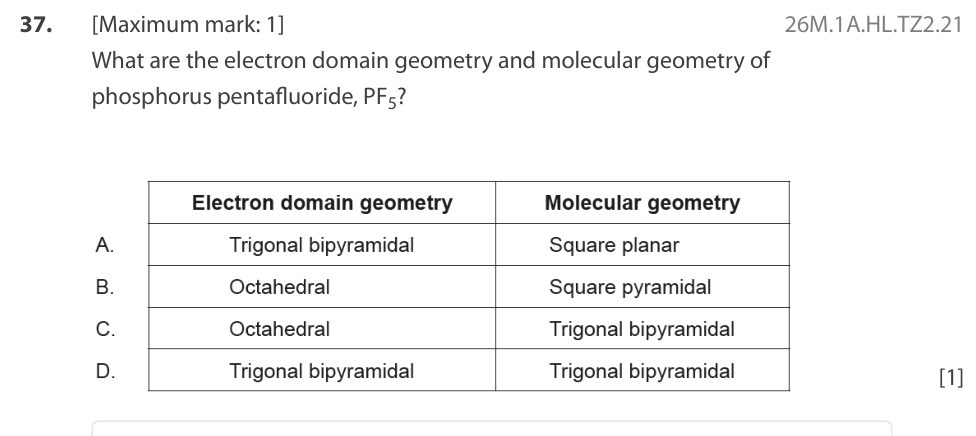 37. [Maximum mark: 1] 26M.1A.HL.TZ2.21
What are the electron domain geometry and molecular geometry of
phosphorus pentafluoride, PF₅?
Electron domain geometry Molecular geometry
A. Trigonal bipyramidal Square planar
B. Octahedral Square pyramidal
C. Octahedral Trigonal bipyramidal
D. Trigonal bipyramidal Trigonal bipyramidal
[1]